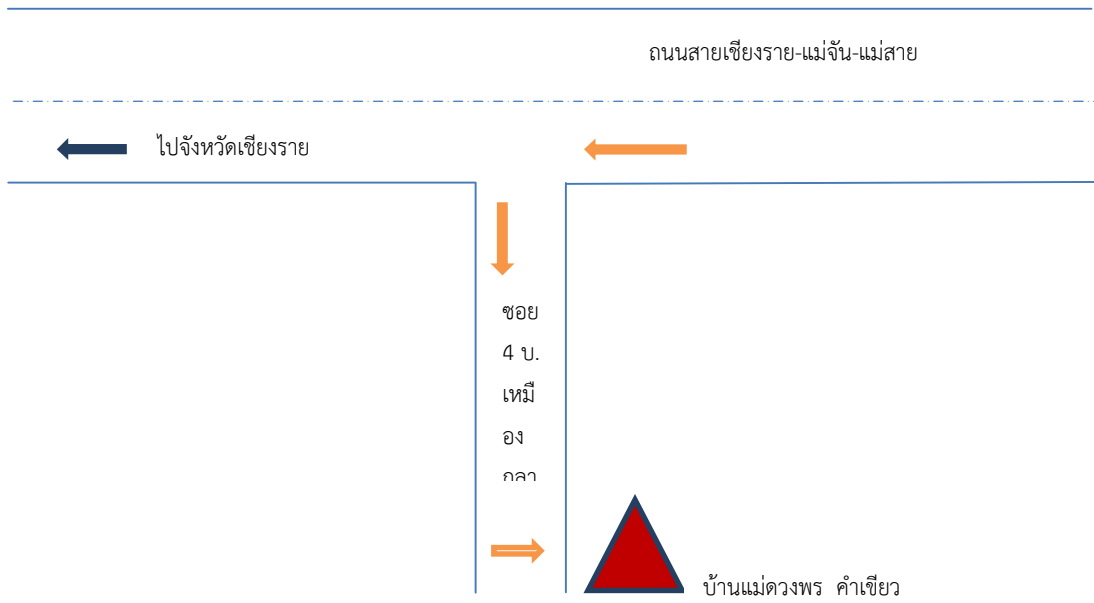 ถนนสายเชียงราย-แม่จัน-แม่สาย
ไปจังหวัดเชียงราย
ซอย
4 บ.
เหมื
อง
กลา
บ้านแม่ดวงพร คำเขียว